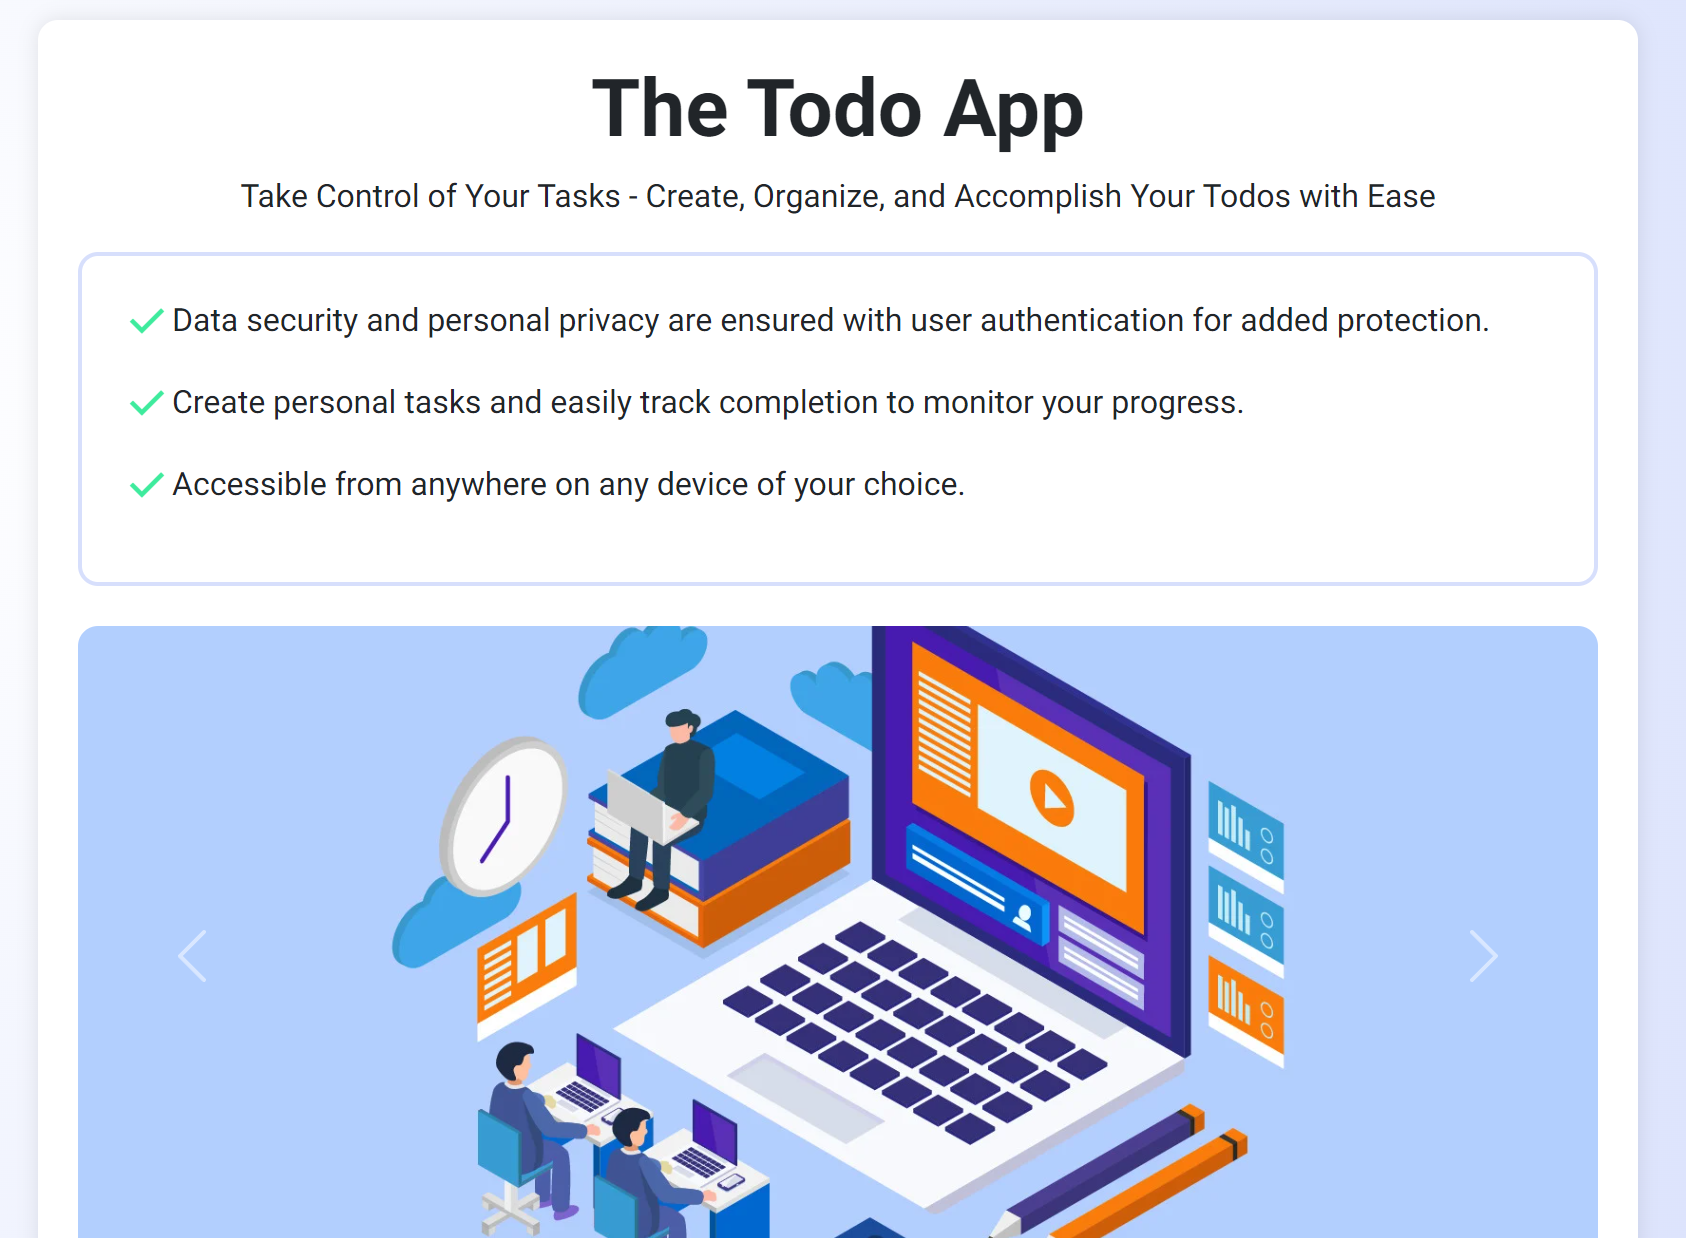 The Todo App
Take Control of Your Tasks - Create, Organize, and Accomplish Your Todos with Ease
Data security and personal privacy are ensured with user authentication for added protection.
Create personal tasks and easily track completion to monitor your progress.
Accessible from anywhere on any device of your choice.